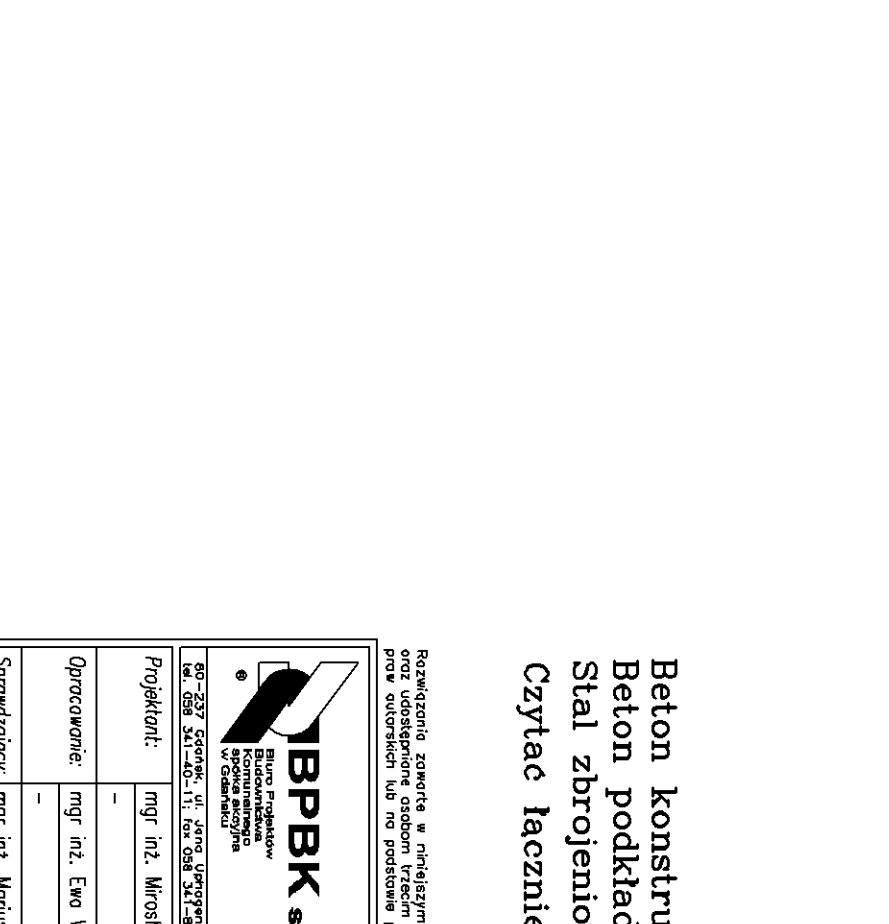 Beton konstru
Beton podkład
Stal zbrojenio
Czytać łącznie
Rozwiązania zawarte w niniejszym
oraz udostępniane osobom trzecim
praw autorskich lub na podstawie
BPBK
Biuro Projektów
Budownictwa
Komunalnego
spółka akcyjna
w Gdańsku
®
80-237 Gdańsk, ul. Jana Uphagen
tel. 058 341-40-11; fax 058 341-8
Projektant: mgr inż. Mirosł
-
Opracowanie: mgr inż. Ewa
-
Sprawdzający: mgr inż. Marius